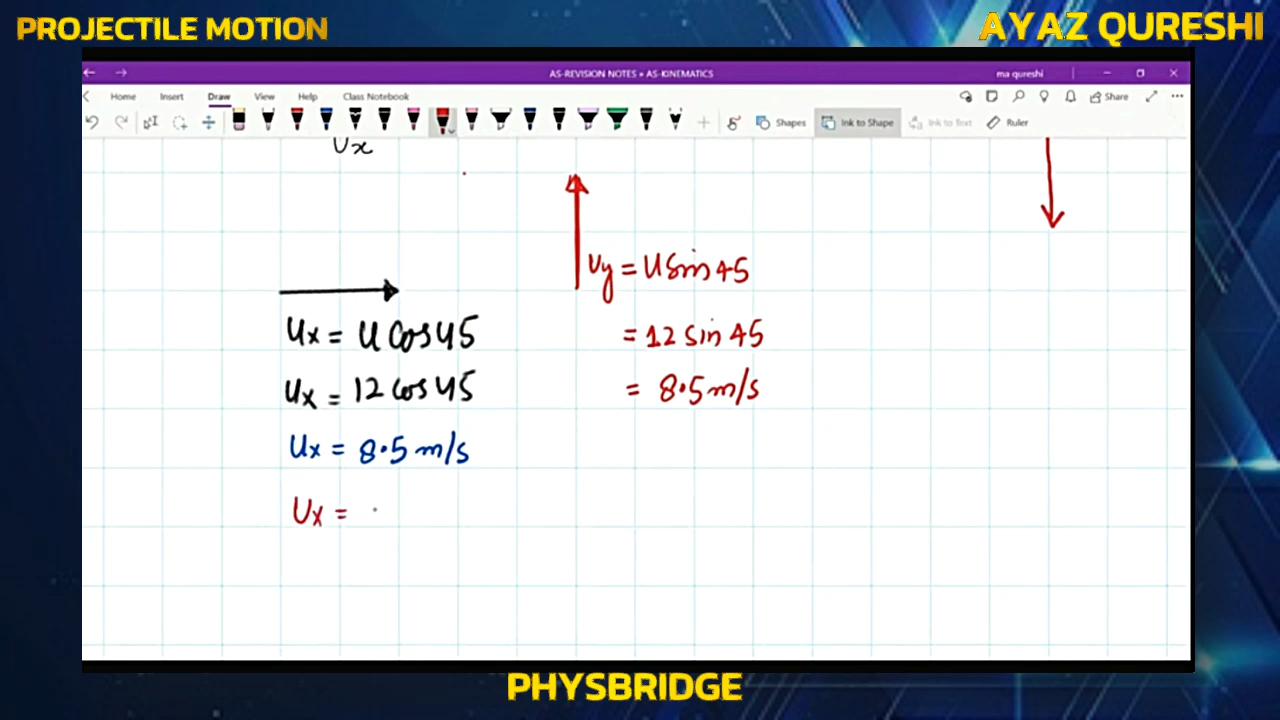 PROJECTILE MOTION
AYAZ QURESHI
AS-REVISION NOTES » AS-KINEMATICS
ma qureshi
Home Insert Draw View Help Class Notebook
Share
Shapes
Ink to Shape
Ink to Text
Ruler
Ux
Uy = U Sin 45
= 12 sin 45
= 8.5 m/s
Ux = U Cos 45
Ux = 12 cos 45
Ux = 8.5 m/s
Ux =
PHYSBRIDGE